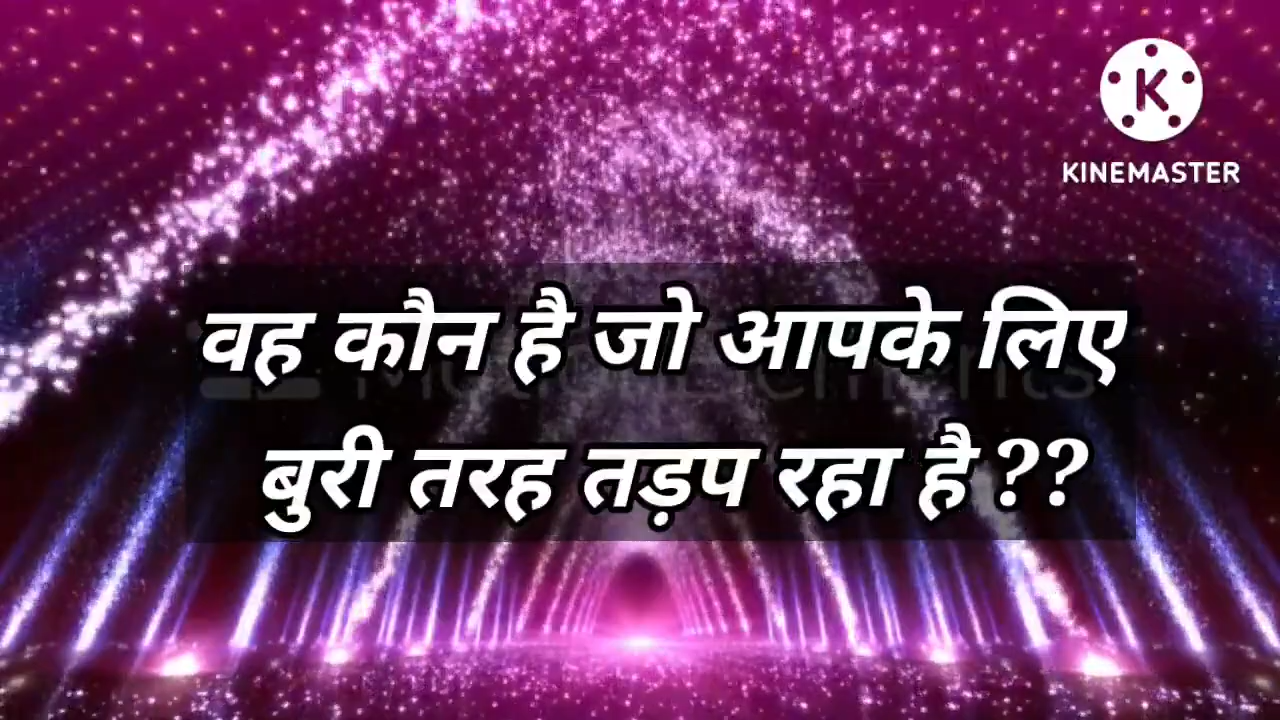 KINEMASTER
वह कौन है जो आपके लिए
बुरी तरह तड़प रहा है ??